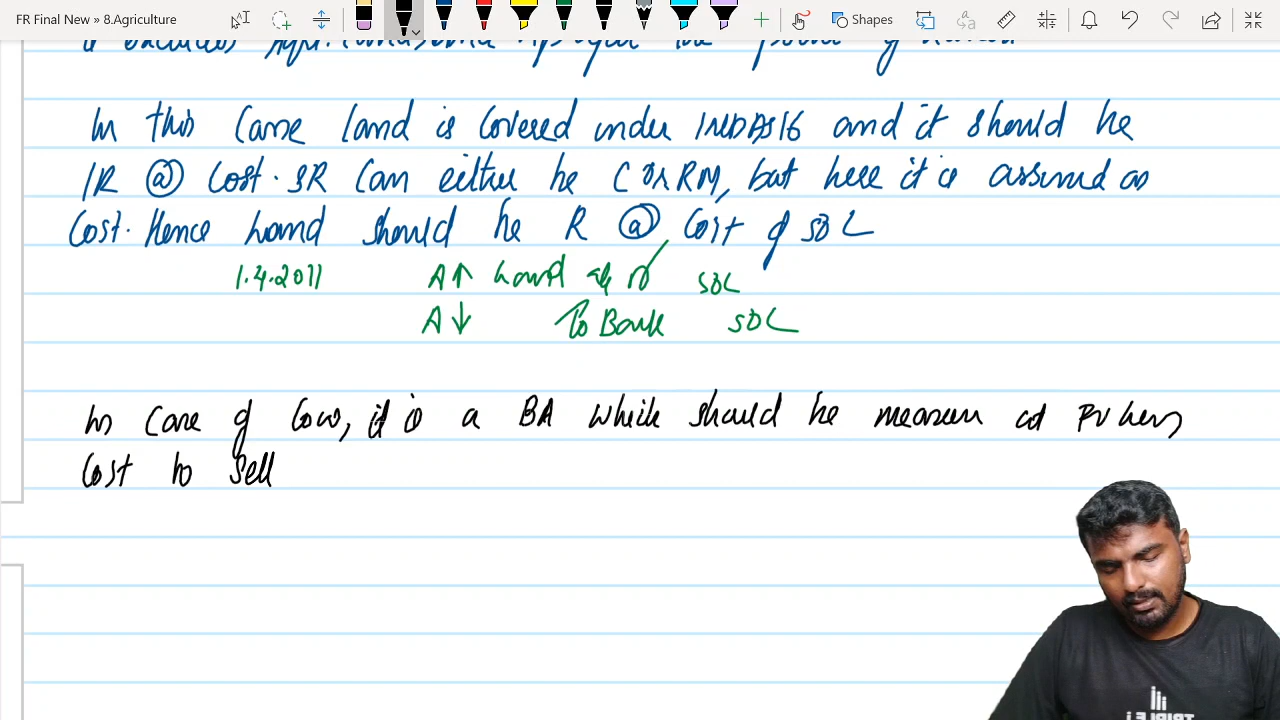 FR Final New » 8.Agriculture
Shapes
In this Case land is Covered under INDAS16 and it should be
IR @ Cost. SR Can either be C or RM, but here it is assumed as
Cost. Hence Land should be R @ Cost of 50L
1.4.2011 A↑ Land a/c Dr 50L
A↓ To Bank 50L
In Case of Cow, it is a BA which should be measure at FV less
Cost to Sell